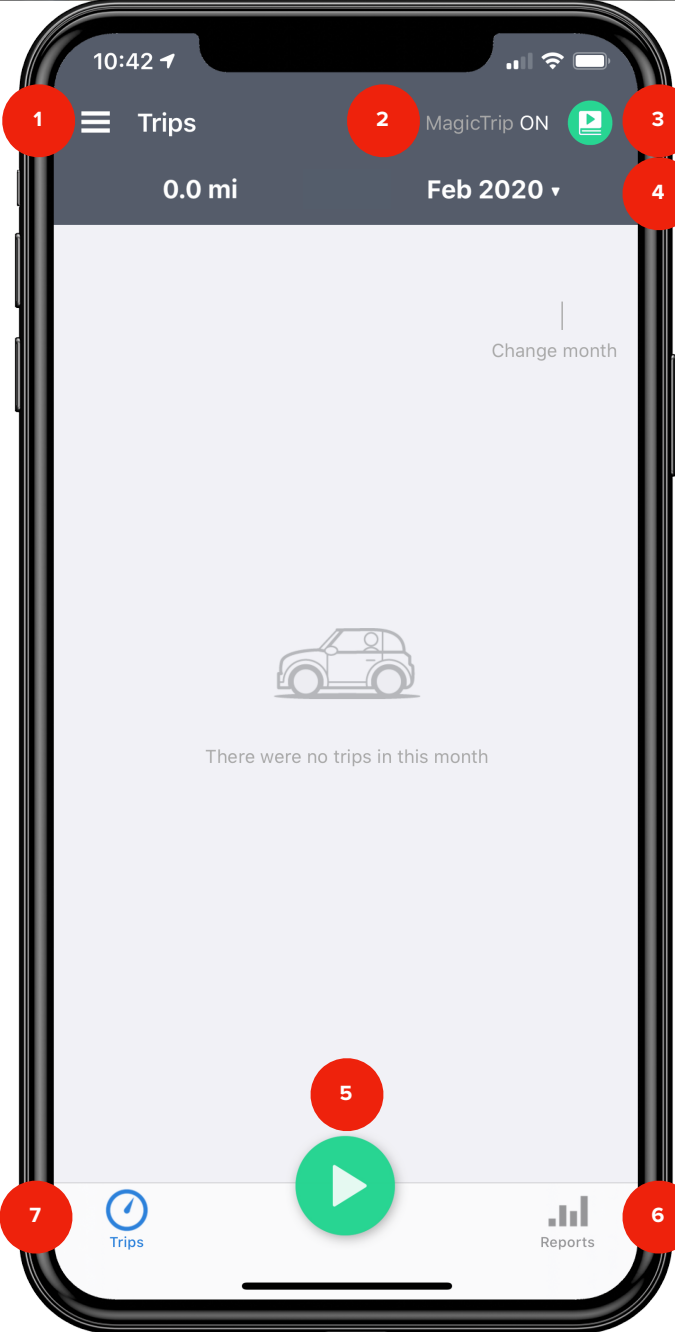 10:42
1 Trips 2 MagicTrip ON 3
0.0 mi Feb 2020 ▾ 4
Change month
There were no trips in this month
5
7 6
Trips Reports